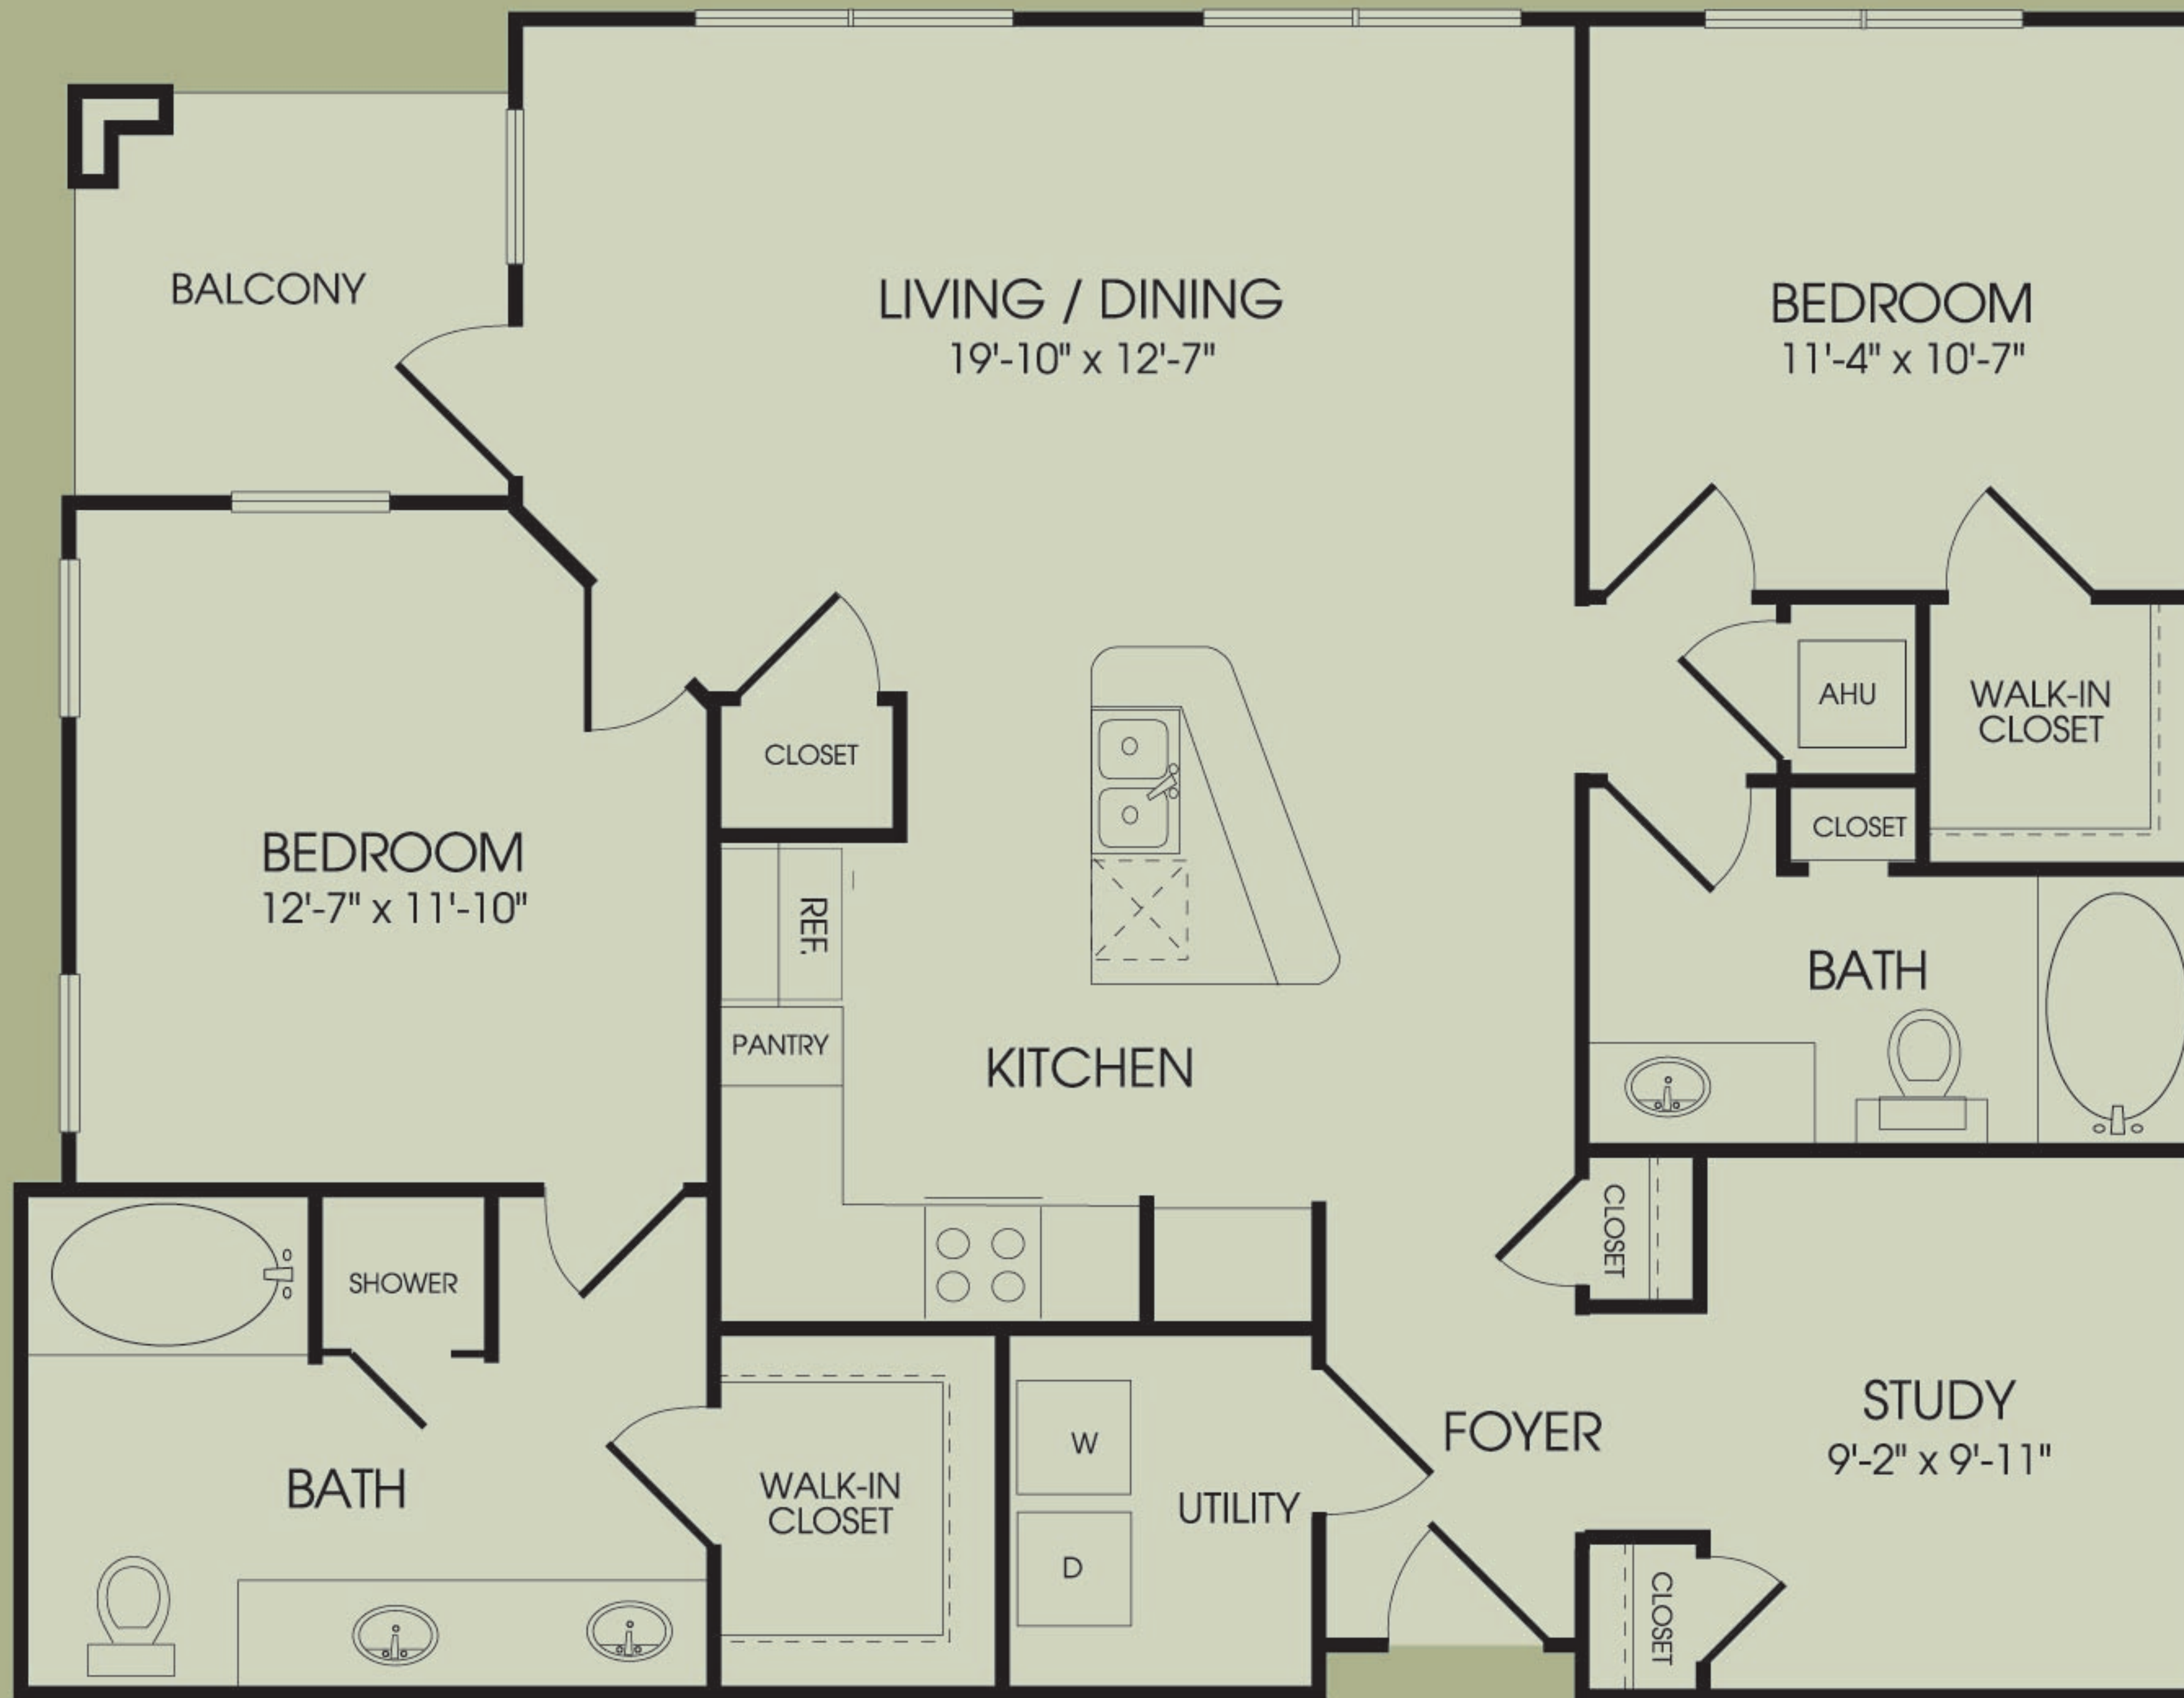 BALCONY
LIVING / DINING
19'-10" x 12'-7"
BEDROOM
11'-4" x 10'-7"
AHU
WALK-IN
CLOSET
CLOSET
CLOSET
BEDROOM
12'-7" x 11'-10"
REF.
PANTRY
KITCHEN
BATH
CLOSET
SHOWER
STUDY
9'-2" x 9'-11"
FOYER
W
UTILITY
D
WALK-IN
CLOSET
BATH
CLOSET